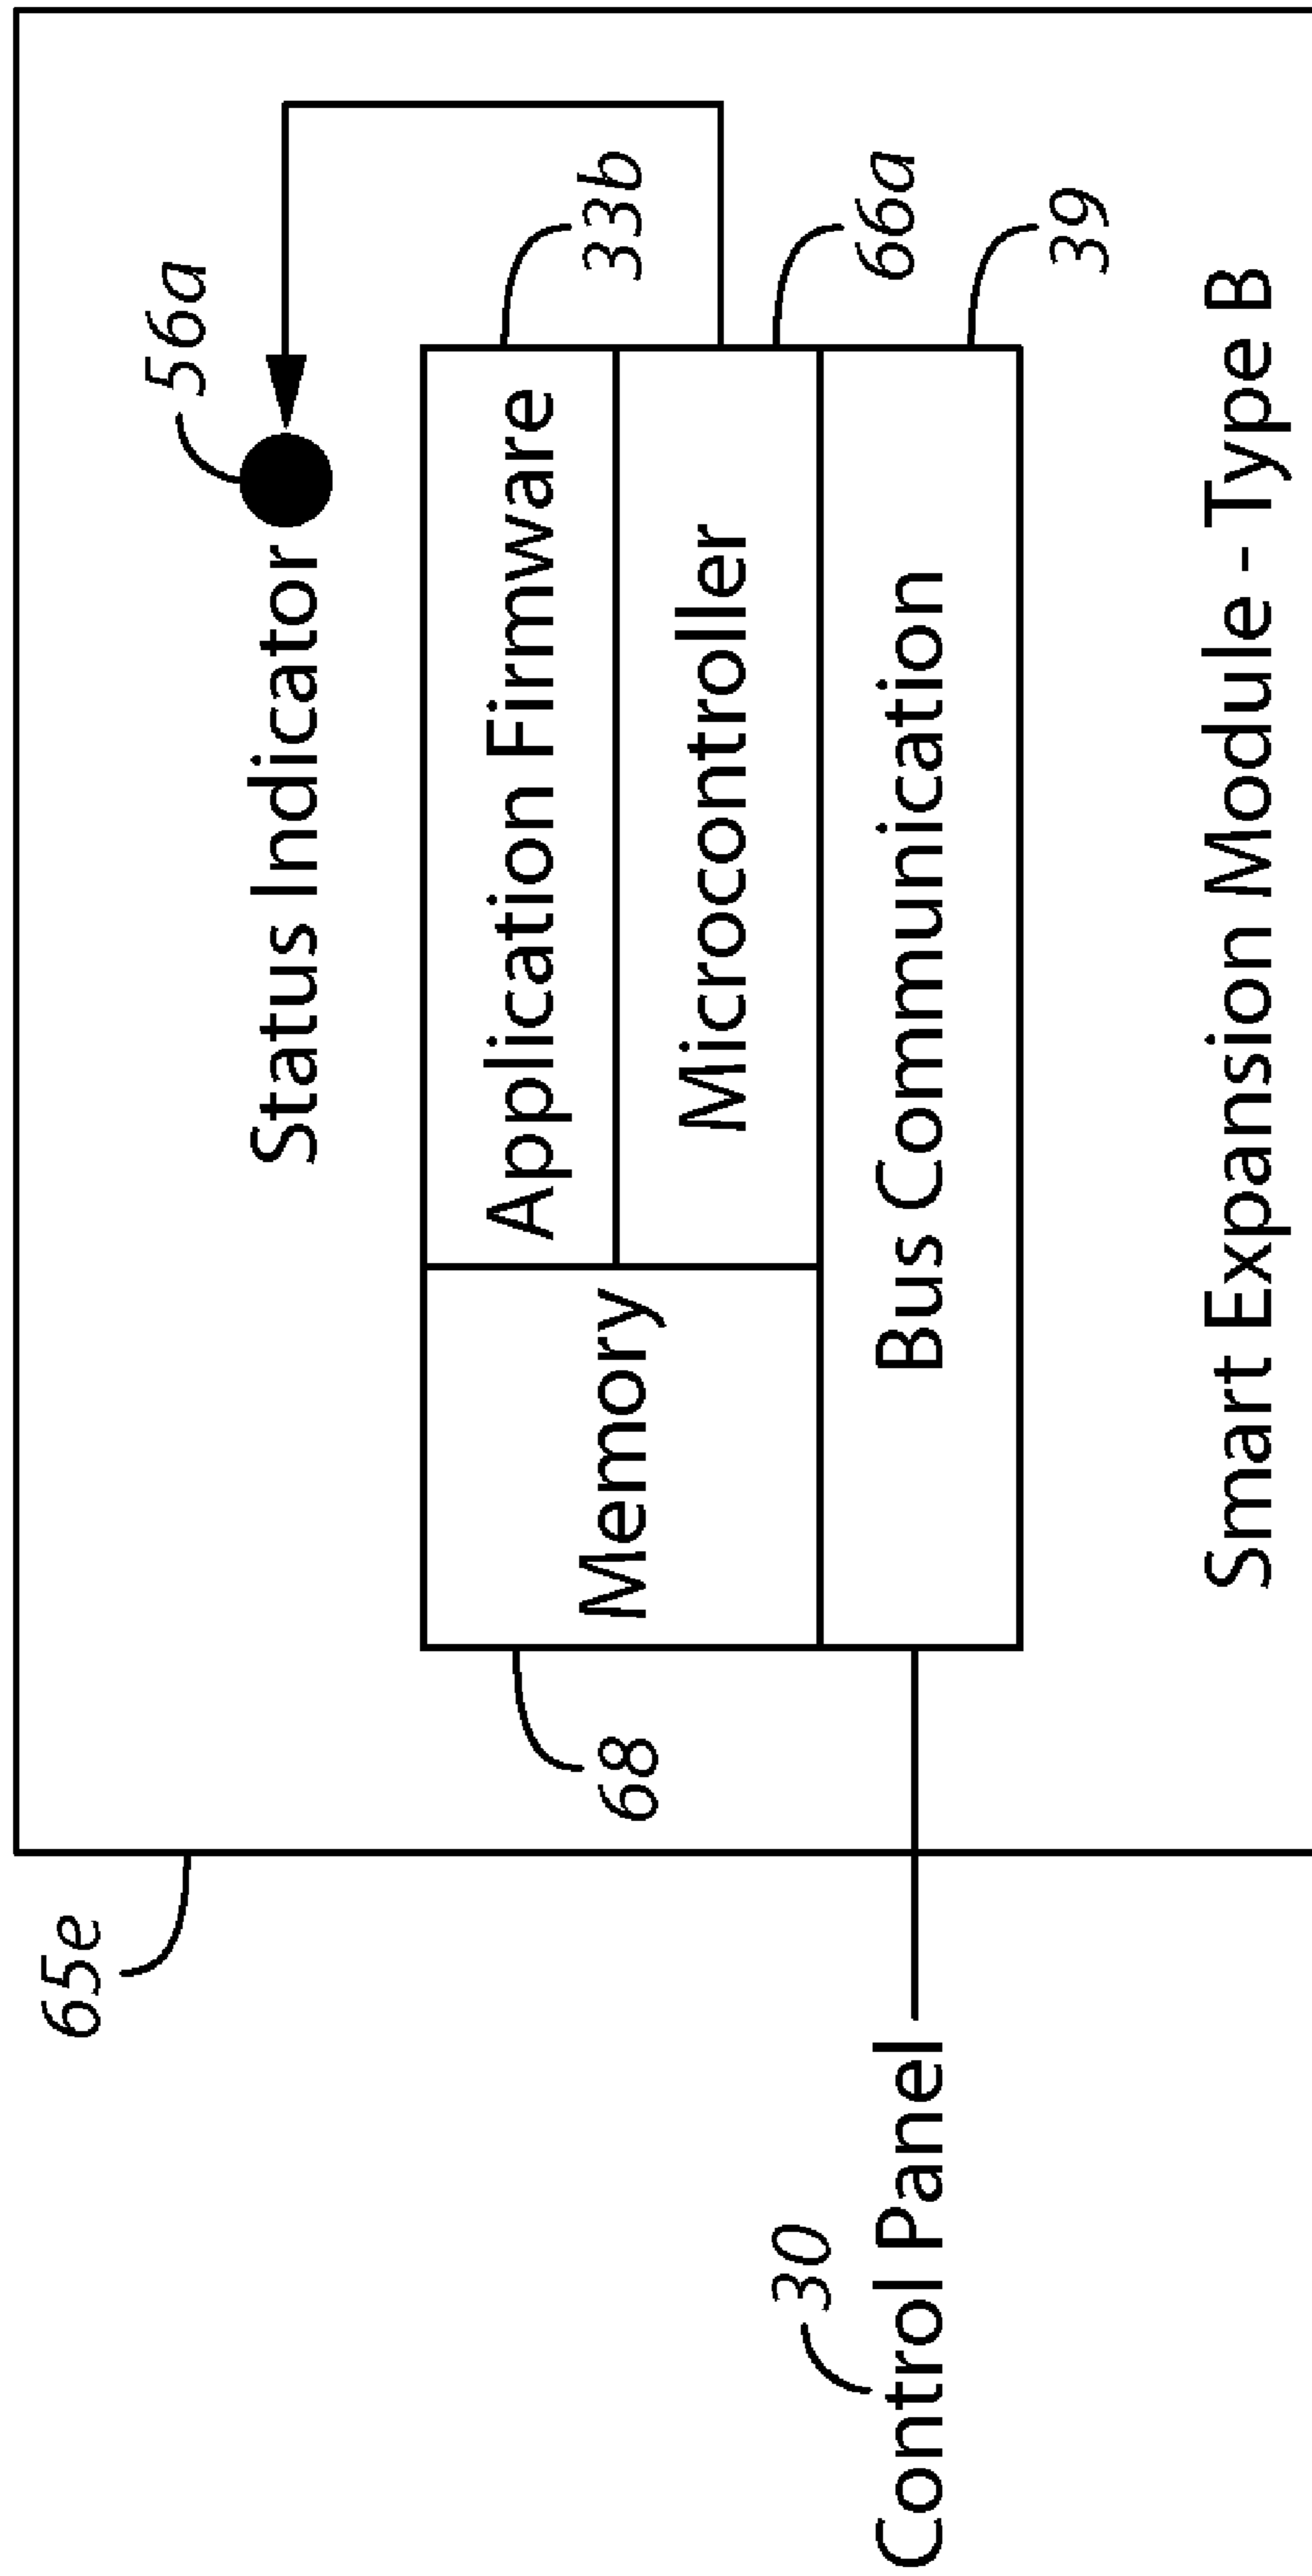 65e
56a
Status Indicator
33b
Application Firmware
68
Memory
Microcontroller
66a
30
Control Panel
Bus Communication
39
Smart Expansion Module - Type B